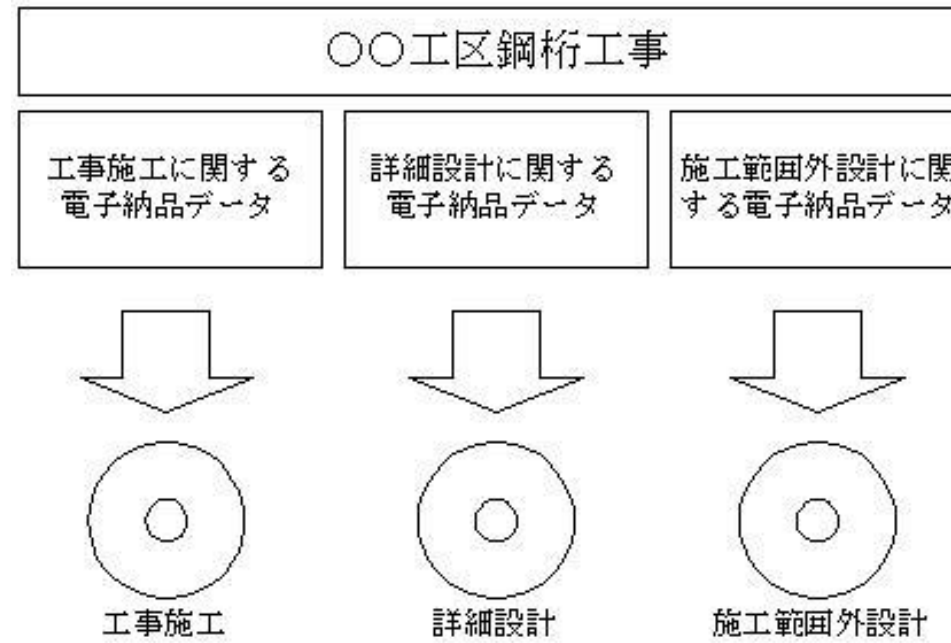 ○○工区鋼桁工事
工事施工に関する
電子納品データ
詳細設計に関する
電子納品データ
施工範囲外設計に関
する電子納品データ
工事施工
詳細設計
施工範囲外設計